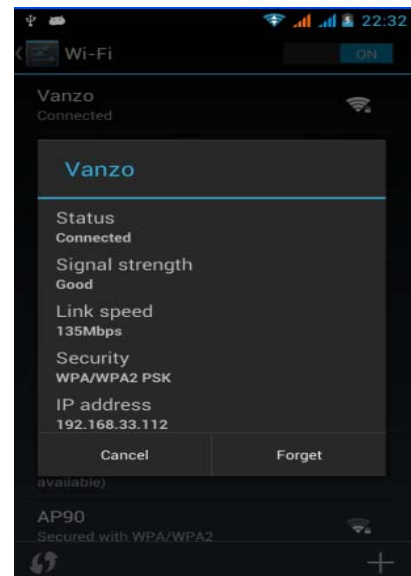 22:32
Wi-Fi
ON
Vanzo
Connected
Vanzo
Status
Connected
Signal strength
Good
Link speed
135Mbps
Security
WPA/WPA2 PSK
IP address
192.168.33.112
Cancel
Forget
available)
AP90
Secured with WPA/WPA2